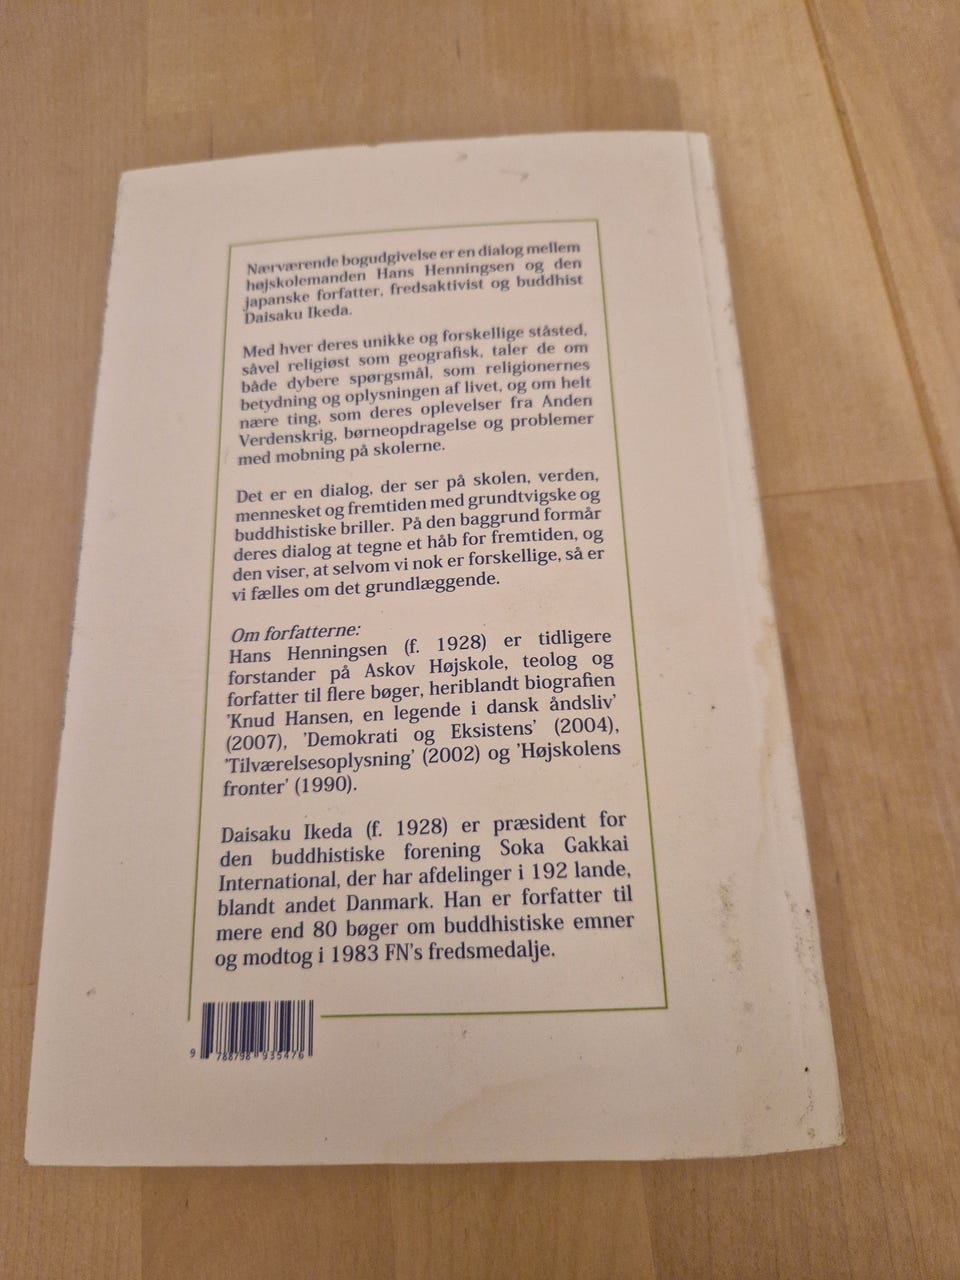 Nærværende bogudgivelse er en dialog mellem
højskolemanden Hans Henningsen og den
japanske forfatter, fredsaktivist og buddhist
Daisaku Ikeda.
Med hver deres unikke og forskellige ståsted,
såvel religiøst som geografisk, taler de om
både dybere spørgsmål, som religionernes
betydning og oplysningen af livet, og om helt
nære ting, som deres oplevelser fra Anden
Verdenskrig, børneopdragelse og problemer
med mobning på skolerne.
Det er en dialog, der ser på skolen, verden,
mennesket og fremtiden med grundtvigske og
buddhistiske briller. På den baggrund formår
deres dialog at tegne et håb for fremtiden, og
den viser, at selvom vi nok er forskellige, så er
vi fælles om det grundlæggende.
Om forfatterne:
Hans Henningsen (f. 1928) er tidligere
forstander på Askov Højskole, teolog og
forfatter til flere bøger, heriblandt biografien
'Knud Hansen, en legende i dansk åndsliv'
(2007), 'Demokrati og Eksistens' (2004),
'Tilværelsesoplysning' (2002) og 'Højskolens
fronter' (1990).
Daisaku Ikeda (f. 1928) er præsident for
den buddhistiske forening Soka Gakkai
International, der har afdelinger i 192 lande,
blandt andet Danmark. Han er forfatter til
mere end 80 bøger om buddhistiske emner
og modtog i 1983 FN's fredsmedalje.
9 788798 935476